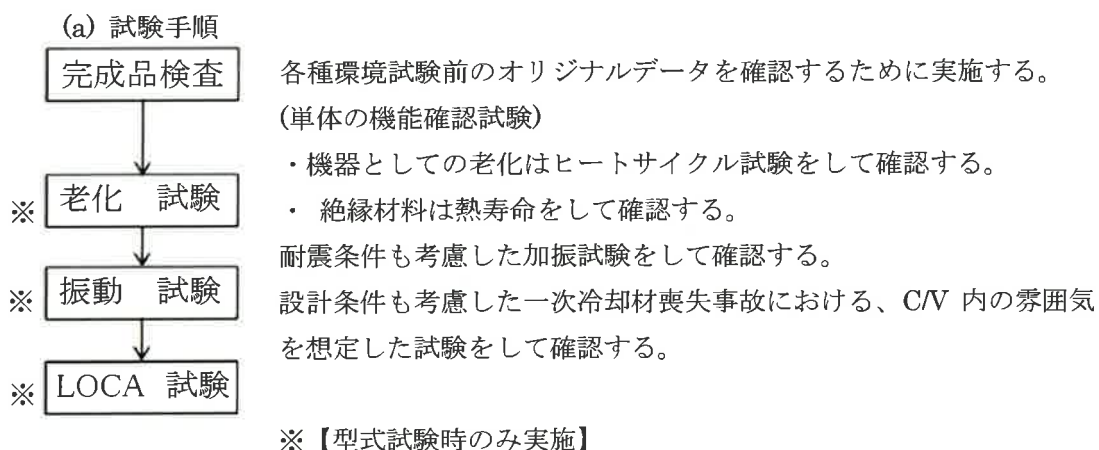 (a) 試験手順
完成品検査
各種環境試験前のオリジナルデータを確認するために実施する。
(単体の機能確認試験)
・機器としての老化はヒートサイクル試験をして確認する。
※ 老化 試験
・ 絶縁材料は熱寿命をして確認する。
耐震条件も考慮した加振試験をして確認する。
※ 振動 試験
設計条件も考慮した一次冷却材喪失事故における、C/V 内の雰囲気
を想定した試験をして確認する。
※ LOCA 試験
※【型式試験時のみ実施】